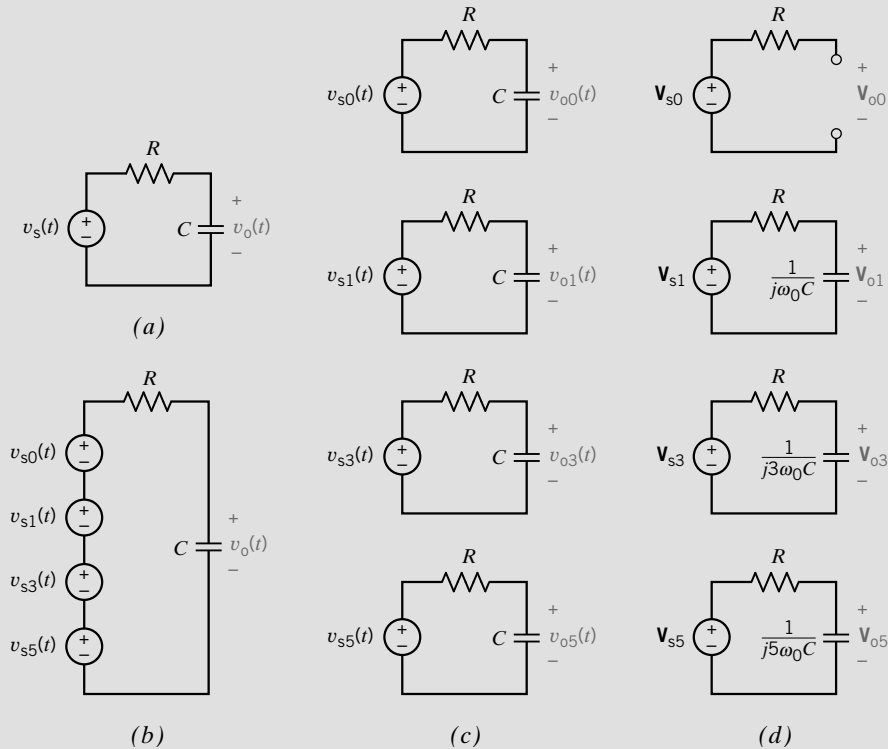 R
v_s(t)
+
−
C
+
v_o(t)
−
(a)
R
v_s0(t)
+
−
v_s1(t)
+
−
v_s3(t)
+
−
v_s5(t)
+
−
C
+
v_o(t)
−
(b)
R
v_s0(t)
+
−
C
+
v_o0(t)
−
R
v_s1(t)
+
−
C
+
v_o1(t)
−
R
v_s3(t)
+
−
C
+
v_o3(t)
−
R
v_s5(t)
+
−
C
+
v_o5(t)
−
(c)
R
V_s0
+
−
+
V_o0
−
R
V_s1
+
−
1
jω_0C
+
V_o1
−
R
V_s3
+
−
1
j3ω_0C
+
V_o3
−
R
V_s5
+
−
1
j5ω_0C
+
V_o5
−
(d)